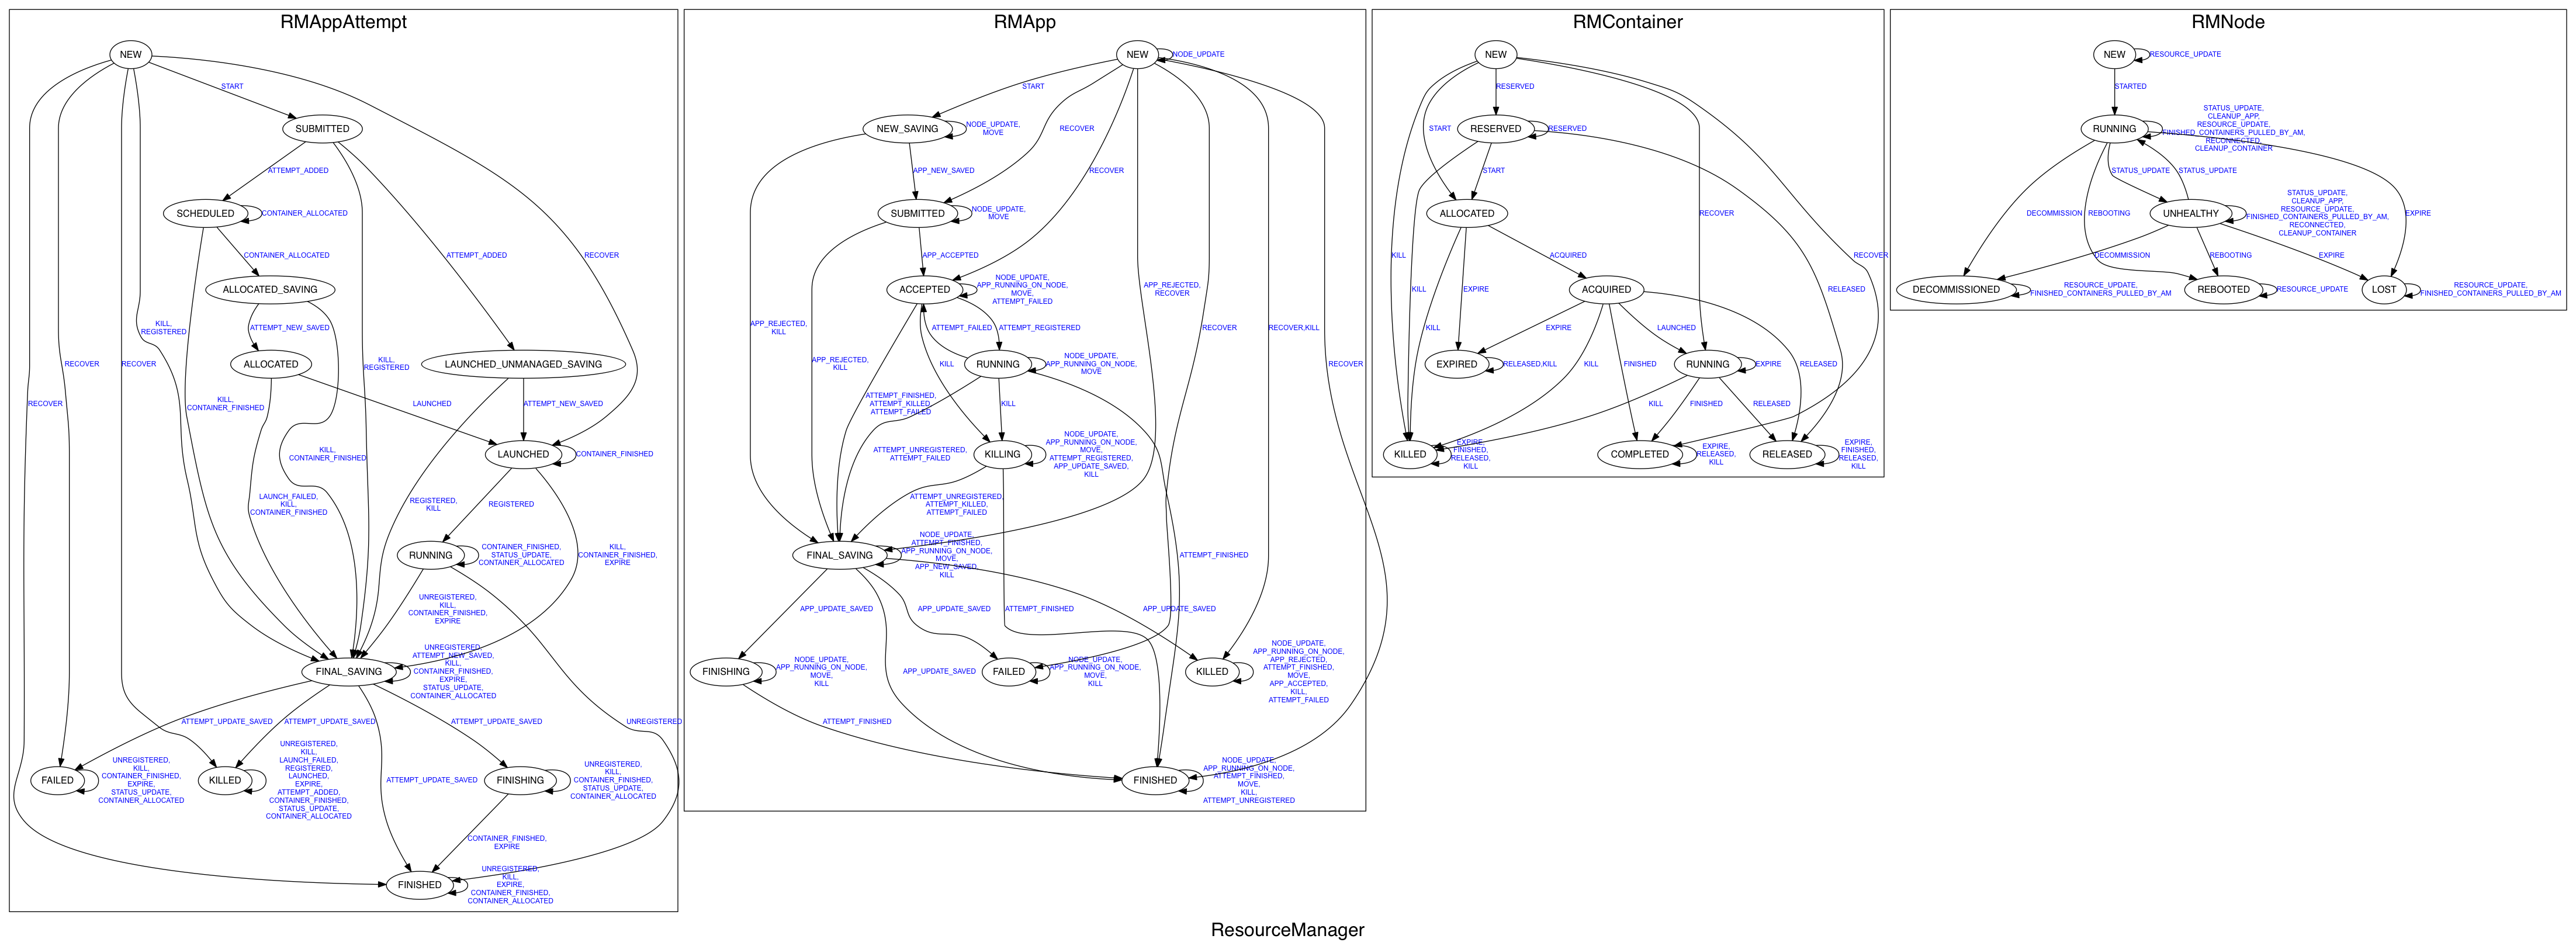 RMAppAttempt
NEW
START
SUBMITTED
ATTEMPT_ADDED
SCHEDULED
CONTAINER_ALLOCATED
CONTAINER_ALLOCATED
ATTEMPT_ADDED
RECOVER
ALLOCATED_SAVING
KILL,
REGISTERED
ATTEMPT_NEW_SAVED
RECOVER
RECOVER
ALLOCATED
KILL,
REGISTERED
LAUNCHED_UNMANAGED_SAVING
RECOVER
KILL,
CONTAINER_FINISHED
LAUNCHED
ATTEMPT_NEW_SAVED
KILL,
CONTAINER_FINISHED
LAUNCHED
CONTAINER_FINISHED
LAUNCH_FAILED,
KILL,
CONTAINER_FINISHED
REGISTERED,
KILL
REGISTERED
RUNNING
CONTAINER_FINISHED,
STATUS_UPDATE,
CONTAINER_ALLOCATED
KILL,
CONTAINER_FINISHED,
EXPIRE
UNREGISTERED,
KILL,
CONTAINER_FINISHED,
EXPIRE
FINAL_SAVING
UNREGISTERED,
ATTEMPT_NEW_SAVED,
KILL,
CONTAINER_FINISHED,
EXPIRE,
STATUS_UPDATE,
CONTAINER_ALLOCATED
ATTEMPT_UPDATE_SAVED
ATTEMPT_UPDATE_SAVED
ATTEMPT_UPDATE_SAVED
UNREGISTERED
FAILED
UNREGISTERED,
KILL,
CONTAINER_FINISHED,
EXPIRE,
STATUS_UPDATE,
CONTAINER_ALLOCATED
KILLED
UNREGISTERED,
KILL,
LAUNCH_FAILED,
REGISTERED,
LAUNCHED,
EXPIRE,
ATTEMPT_ADDED,
CONTAINER_FINISHED,
STATUS_UPDATE,
CONTAINER_ALLOCATED
ATTEMPT_UPDATE_SAVED
FINISHING
UNREGISTERED,
KILL,
CONTAINER_FINISHED,
STATUS_UPDATE,
CONTAINER_ALLOCATED
CONTAINER_FINISHED,
EXPIRE
FINISHED
UNREGISTERED,
KILL,
EXPIRE,
CONTAINER_FINISHED,
CONTAINER_ALLOCATED
RMApp
NEW
NODE_UPDATE
START
NEW_SAVING
NODE_UPDATE,
MOVE
RECOVER
APP_NEW_SAVED
RECOVER
SUBMITTED
NODE_UPDATE,
MOVE
APP_ACCEPTED
ACCEPTED
NODE_UPDATE,
APP_RUNNING_ON_NODE,
MOVE,
ATTEMPT_FAILED
APP_REJECTED,
RECOVER
APP_REJECTED,
KILL
ATTEMPT_FAILED
ATTEMPT_REGISTERED
RECOVER
RECOVER,KILL
APP_REJECTED,
KILL
KILL
RUNNING
NODE_UPDATE,
APP_RUNNING_ON_NODE,
MOVE
RECOVER
ATTEMPT_FINISHED,
ATTEMPT_KILLED,
ATTEMPT_FAILED
KILL
ATTEMPT_UNREGISTERED,
ATTEMPT_FAILED
KILLING
NODE_UPDATE,
APP_RUNNING_ON_NODE,
MOVE,
ATTEMPT_REGISTERED,
APP_UPDATE_SAVED,
KILL
ATTEMPT_UNREGISTERED,
ATTEMPT_KILLED,
ATTEMPT_FAILED
FINAL_SAVING
NODE_UPDATE,
ATTEMPT_FINISHED,
APP_RUNNING_ON_NODE,
MOVE,
APP_NEW_SAVED,
KILL
ATTEMPT_FINISHED
APP_UPDATE_SAVED
APP_UPDATE_SAVED
ATTEMPT_FINISHED
APP_UPDATE_SAVED
FINISHING
NODE_UPDATE,
APP_RUNNING_ON_NODE,
MOVE,
KILL
APP_UPDATE_SAVED
FAILED
NODE_UPDATE,
APP_RUNNING_ON_NODE,
MOVE,
KILL
KILLED
NODE_UPDATE,
APP_RUNNING_ON_NODE,
APP_REJECTED,
ATTEMPT_FINISHED,
MOVE,
APP_ACCEPTED,
KILL,
ATTEMPT_FAILED
ATTEMPT_FINISHED
FINISHED
NODE_UPDATE,
APP_RUNNING_ON_NODE,
ATTEMPT_FINISHED,
MOVE,
KILL,
ATTEMPT_UNREGISTERED
RMContainer
NEW
RESERVED
START
RESERVED
RESERVED
START
ALLOCATED
RECOVER
KILL
ACQUIRED
RECOVER
KILL
EXPIRE
ACQUIRED
RELEASED
KILL
EXPIRE
LAUNCHED
EXPIRED
RELEASED,KILL
KILL
FINISHED
RUNNING
EXPIRE
RELEASED
KILL
FINISHED
RELEASED
KILLED
EXPIRE,
FINISHED,
RELEASED,
KILL
COMPLETED
EXPIRE,
RELEASED,
KILL
RELEASED
EXPIRE,
FINISHED,
RELEASED,
KILL
RMNode
NEW
RESOURCE_UPDATE
STARTED
RUNNING
STATUS_UPDATE,
CLEANUP_APP,
RESOURCE_UPDATE,
FINISHED_CONTAINERS_PULLED_BY_AM,
RECONNECTED,
CLEANUP_CONTAINER
STATUS_UPDATE
STATUS_UPDATE
DECOMMISSION
REBOOTING
UNHEALTHY
STATUS_UPDATE,
CLEANUP_APP,
RESOURCE_UPDATE,
FINISHED_CONTAINERS_PULLED_BY_AM,
RECONNECTED,
CLEANUP_CONTAINER
EXPIRE
DECOMMISSION
REBOOTING
EXPIRE
DECOMMISSIONED
RESOURCE_UPDATE,
FINISHED_CONTAINERS_PULLED_BY_AM
REBOOTED
RESOURCE_UPDATE
LOST
RESOURCE_UPDATE,
FINISHED_CONTAINERS_PULLED_BY_AM
ResourceManager